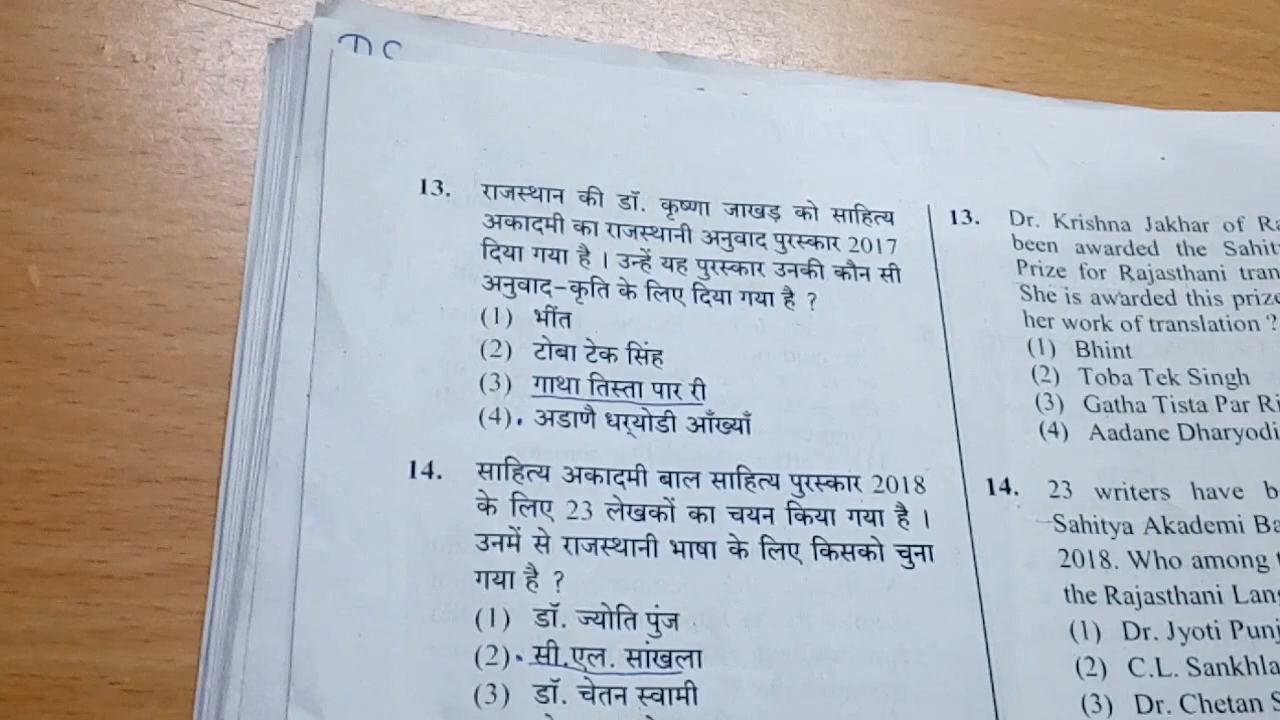 13. राजस्थान की डॉ. कृष्णा जाखड़ को साहित्य
अकादमी का राजस्थानी अनुवाद पुरस्कार 2017
दिया गया है । उन्हें यह पुरस्कार उनकी कौन सी
अनुवाद-कृति के लिए दिया गया है ?
(1) भींत
(2) टोबा टेक सिंह
(3) गाथा तिस्ता पार री
(4) अडाणै धर्‌योडी आँख्याँ
14. साहित्य अकादमी बाल साहित्य पुरस्कार 2018
के लिए 23 लेखकों का चयन किया गया है ।
उनमें से राजस्थानी भाषा के लिए किसको चुना
गया है ?
(1) डॉ. ज्योति पुंज
(2) सी.एल. सांखला
(3) डॉ. चेतन स्वामी
13. Dr. Krishna Jakhar of
been awarded the
Prize for Rajasthani
She is awarded this
her work of translation ?
(1) Bhint
(2) Toba Tek Singh
(3) Gatha Tista Par
(4) Aadane
14. 23 writers have
Sahitya Akademi
2018. Who among
the Rajasthani
(1) Dr. Jyoti
(2) C.L. Sankhla
(3) Dr. Chetan